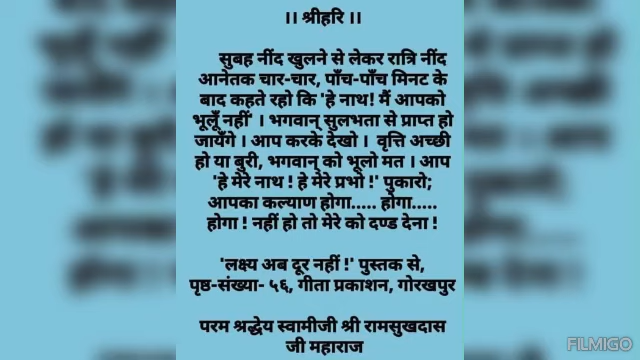 ।। श्रीहरि ।।
सुबह नींद खुलने से लेकर रात्रि नींद
आनेतक चार-चार, पाँच-पाँच मिनट के
बाद कहते रहो कि 'हे नाथ! मैं आपको
भूलूँ नहीं' । भगवान् सुलभता से प्राप्त हो
जायेंगे । आप करके देखो । वृत्ति अच्छी
हो या बुरी, भगवान् को भूलो मत । आप
'हे मेरे नाथ ! हे मेरे प्रभो !' पुकारो;
आपका कल्याण होगा..... होगा.....
होगा ! नहीं हो तो मेरे को दण्ड देना !
'लक्ष्य अब दूर नहीं !' पुस्तक से,
पृष्ठ-संख्या- ५६, गीता प्रकाशन, गोरखपुर
परम श्रद्धेय स्वामीजी श्री रामसुखदास
जी महाराज
FILMIGO